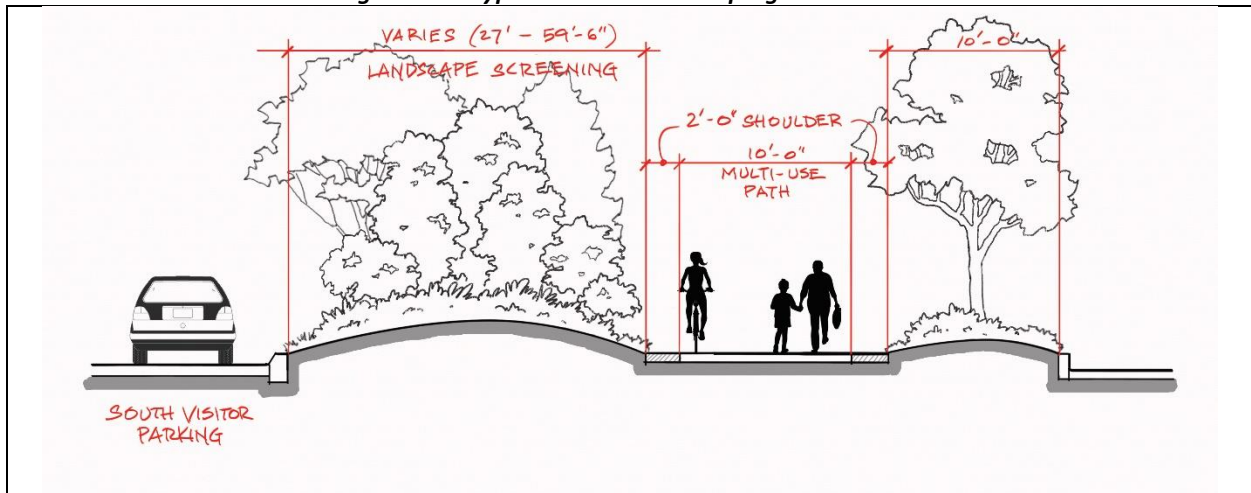 VARIES (27' - 59'-6")
LANDSCAPE SCREENING
10'-0"
2'-0" SHOULDER
10'-0"
MULTI-USE
PATH
SOUTH VISITOR
PARKING